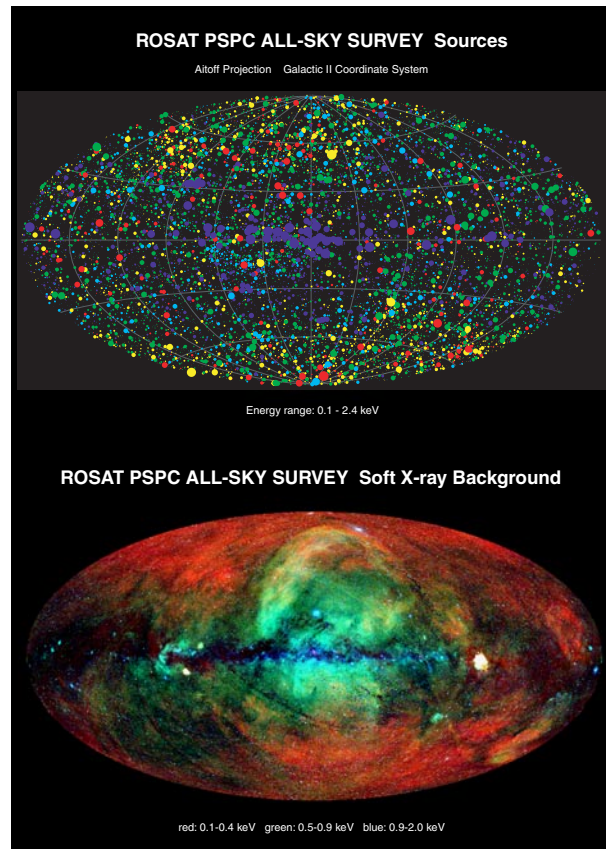 ROSAT PSPC ALL-SKY SURVEY Sources
Aitoff Projection Galactic II Coordinate System
Energy range: 0.1 - 2.4 keV
ROSAT PSPC ALL-SKY SURVEY Soft X-ray Background
red: 0.1-0.4 keV green: 0.5-0.9 keV blue: 0.9-2.0 keV